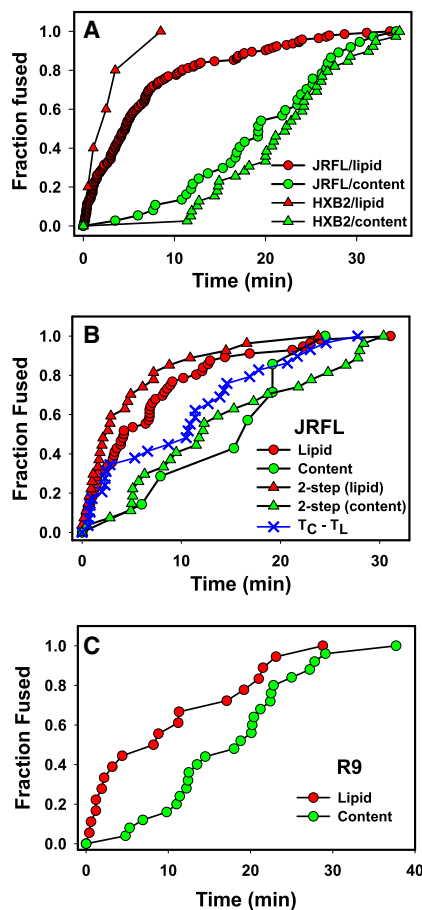 A
Fraction fused
1.0
0.8
0.6
0.4
0.2
0.0
JRFL/lipid
JRFL/content
HXB2/lipid
HXB2/content
0
10
20
30
Time (min)
B
Fraction Fused
1.0
0.8
0.6
0.4
0.2
0.0
JRFL
Lipid
Content
2-step (lipid)
2-step (content)
TC - TL
0
10
20
30
Time (min)
C
Fraction Fused
1.0
0.8
0.6
0.4
0.2
0.0
R9
Lipid
Content
0
10
20
30
40
Time (min)